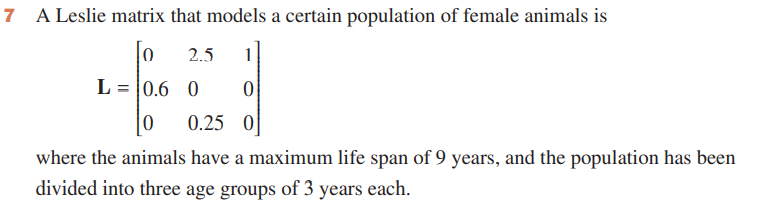 7 A Leslie matrix that models a certain population of female animals is
0 2.5 1
L = 0.6 0 0
0 0.25 0
where the animals have a maximum life span of 9 years, and the population has been
divided into three age groups of 3 years each.